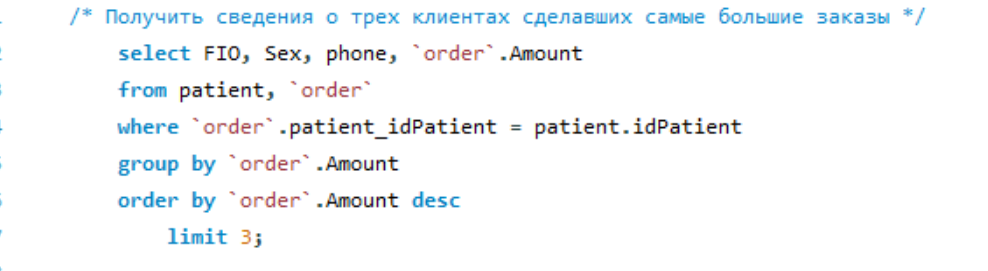 /* Получить сведения о трех клиентах сделавших самые большие заказы */
select FIO, Sex, phone, `order`.Amount
from patient, `order`
where `order`.patient_idPatient = patient.idPatient
group by `order`.Amount
order by `order`.Amount desc
limit 3;